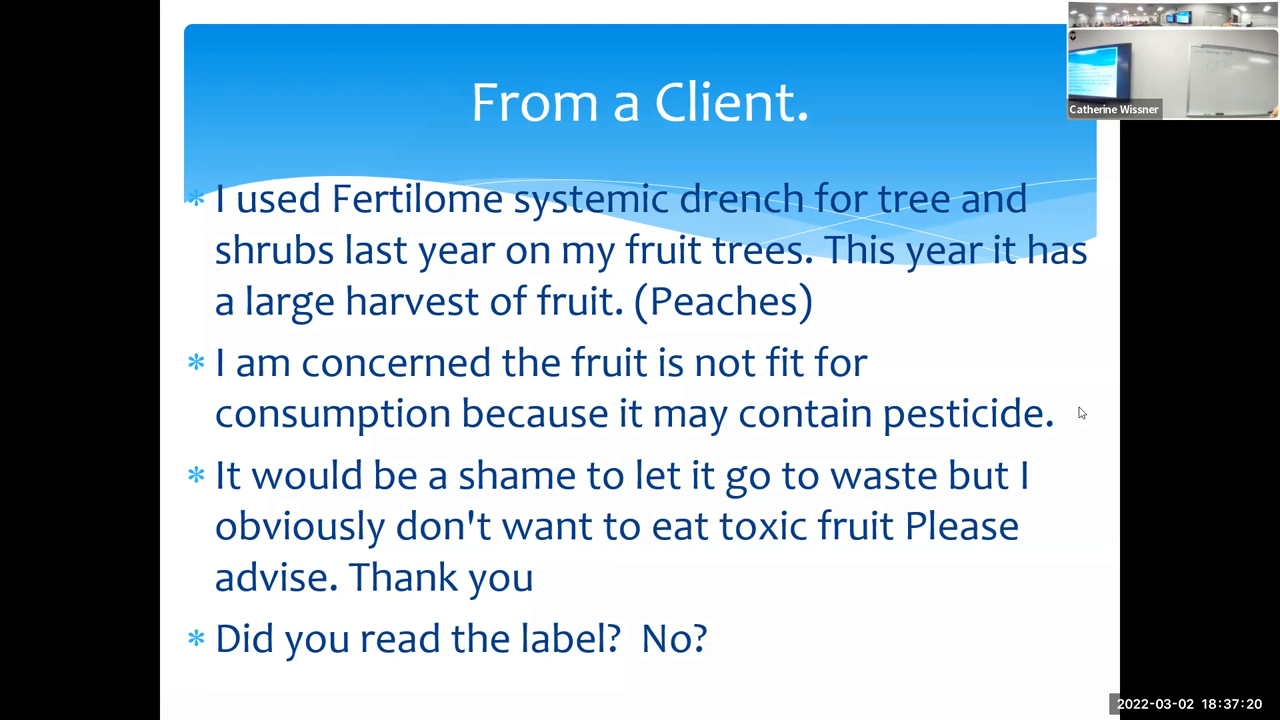 From a Client.
I used Fertilome systemic drench for tree and
shrubs last year on my fruit trees. This year it has
a large harvest of fruit. (Peaches)
I am concerned the fruit is not fit for
consumption because it may contain pesticide.
It would be a shame to let it go to waste but I
obviously don't want to eat toxic fruit Please
advise. Thank you
Did you read the label?  No?
Catherine Wissner
2022-03-02 18:37:20